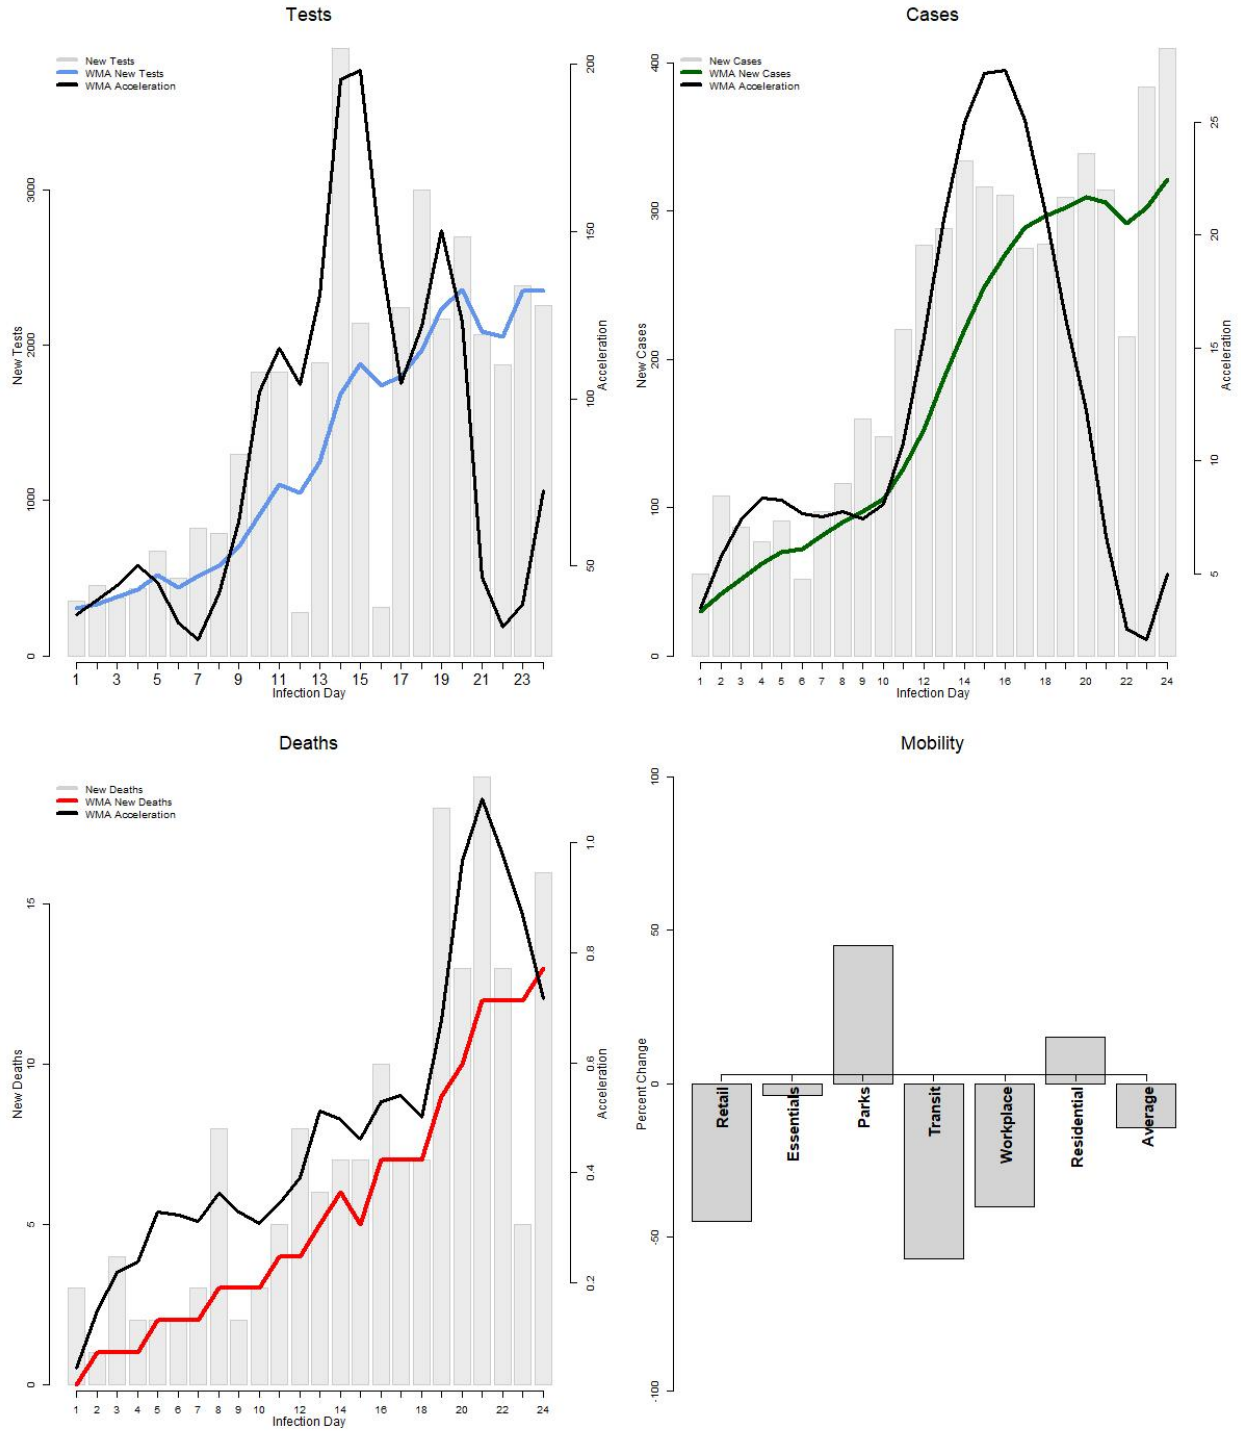 Tests
New Tests
WMA New Tests
WMA Acceleration
New Tests
0
1000
2000
3000
50
100
150
200
Acceleration
1 3 5 7 9 11 13 15 17 19 21 23
Infection Day
Cases
New Cases
WMA New Cases
WMA Acceleration
New Cases
0
100
200
300
400
5
10
15
20
25
Acceleration
1 2 3 4 5 6 7 8 9 10 12 14 16 18 20 22 24
Infection Day
Deaths
New Deaths
WMA New Deaths
WMA Acceleration
New Deaths
0
5
10
15
0.2
0.4
0.6
0.8
1.0
Acceleration
1 2 3 4 5 6 7 8 9 10 12 14 16 18 20 22 24
Infection Day
Mobility
Percent Change
-100
-50
0
50
100
Retail
Essentials
Parks
Transit
Workplace
Residential
Average